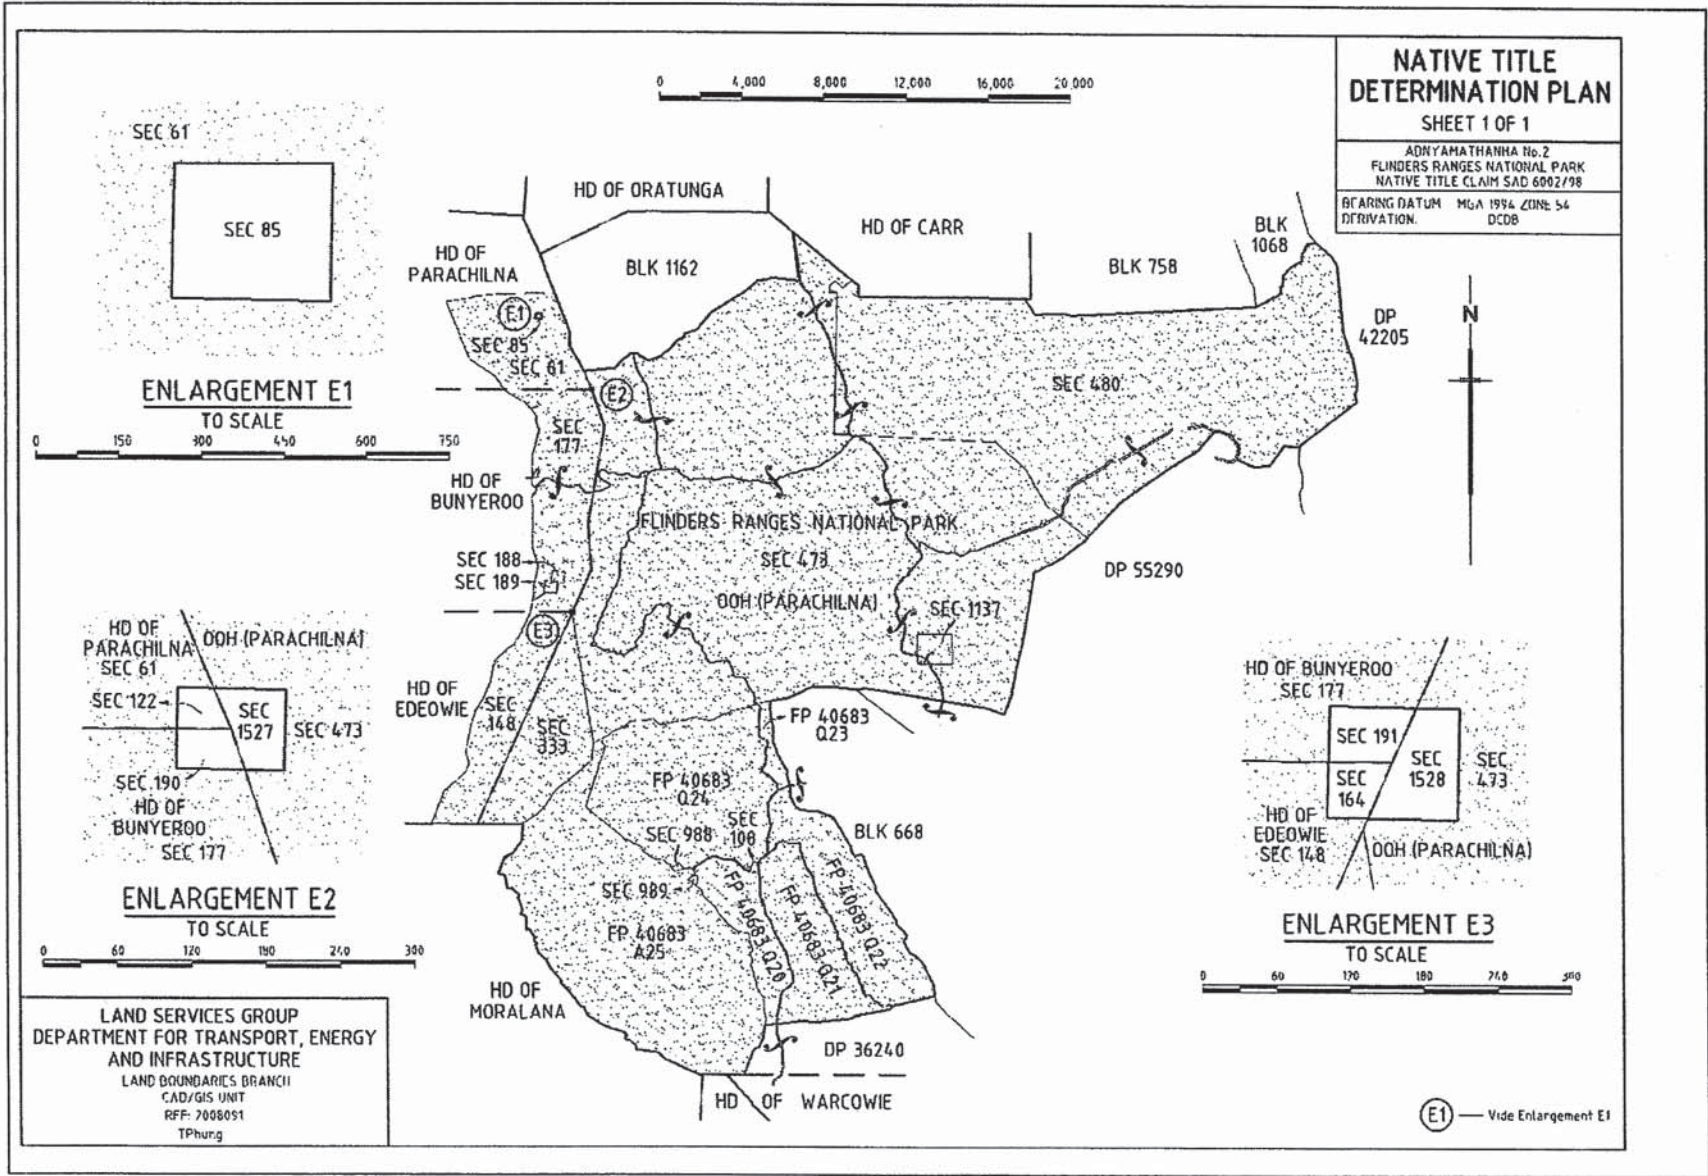 NATIVE TITLE
DETERMINATION PLAN
SHEET 1 OF 1
ADNYAMATHANHA No.2
FLINDERS RANGES NATIONAL PARK
NATIVE TITLE CLAIM SAD 6002/98
BEARING DATUM MGA 1994 ZONE 54
DERIVATION. DCDB
0 4,000 8,000 12,000 16,000 20,000
SEC 61
SEC 85
ENLARGEMENT E1
TO SCALE
0 150 300 450 600 750
HD OF ORATUNGA
HD OF CARR
BLK
1068
HD OF
PARACHILNA
BLK 1162
BLK 758
E1
SEC 85
SEC 61
DP
42205
N
E2
SEC 480
SEC
177
HD OF
BUNYEROO
FLINDERS RANGES NATIONAL PARK
SEC 188
SEC 189
SEC 473
DP 55290
OOH (PARACHILNA)
SEC 1137
E3
HD OF
EDEOWIE
SEC
148
SEC
333
FP 40683
Q23
FP 40683
Q24
SEC 988
SEC
108
BLK 668
SEC 989
FP 40683
A25
FP 40683 Q20
FP 40683 Q21
FP 40683 Q22
HD OF
MORALANA
DP 36240
HD OF WARCOWIE
HD OF
PARACHILNA
SEC 61
OOH (PARACHILNA)
SEC 122
SEC
1527
SEC 473
SEC 190
HD OF
BUNYEROO
SEC 177
ENLARGEMENT E2
TO SCALE
0 60 120 180 240 300
HD OF BUNYEROO
SEC 177
SEC 191
SEC
1528
SEC
473
SEC
164
HD OF
EDEOWIE
SEC 148
OOH (PARACHILNA)
ENLARGEMENT E3
TO SCALE
0 60 120 180 240 300
LAND SERVICES GROUP
DEPARTMENT FOR TRANSPORT, ENERGY
AND INFRASTRUCTURE
LAND BOUNDARIES BRANCH
CAD/GIS UNIT
REF: 2008091
TPhung
E1 Vide Enlargement E1